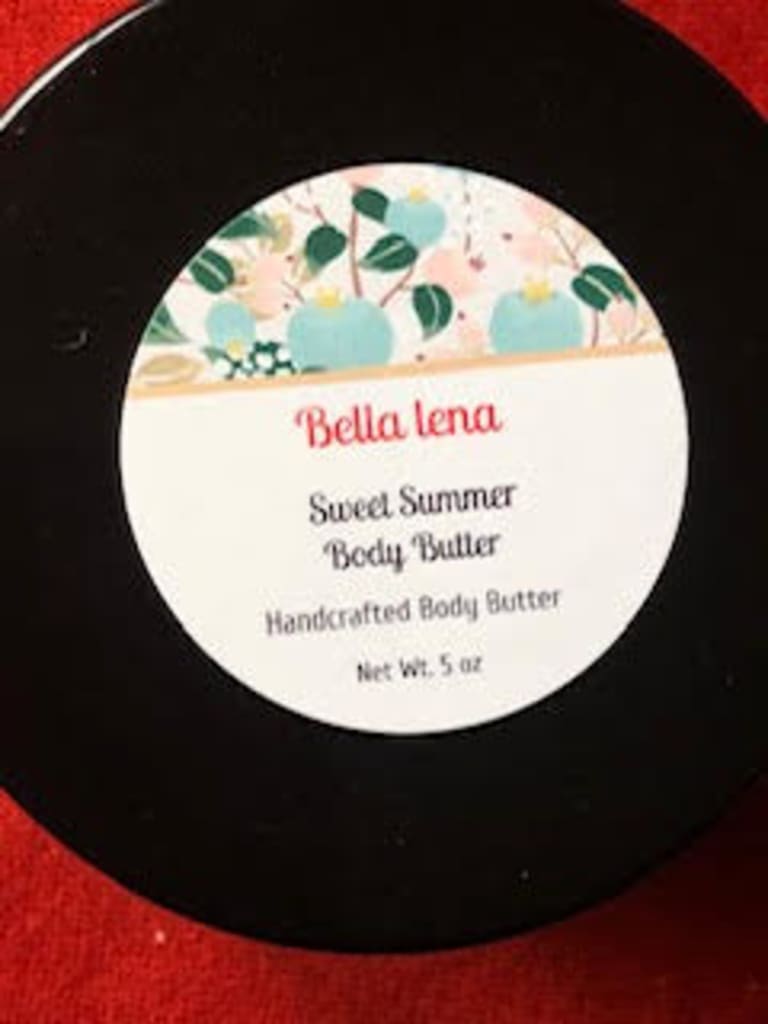 Bella lena
Sweet Summer
Body Butter
Handcrafted Body Butter
Net Wt. 5 oz